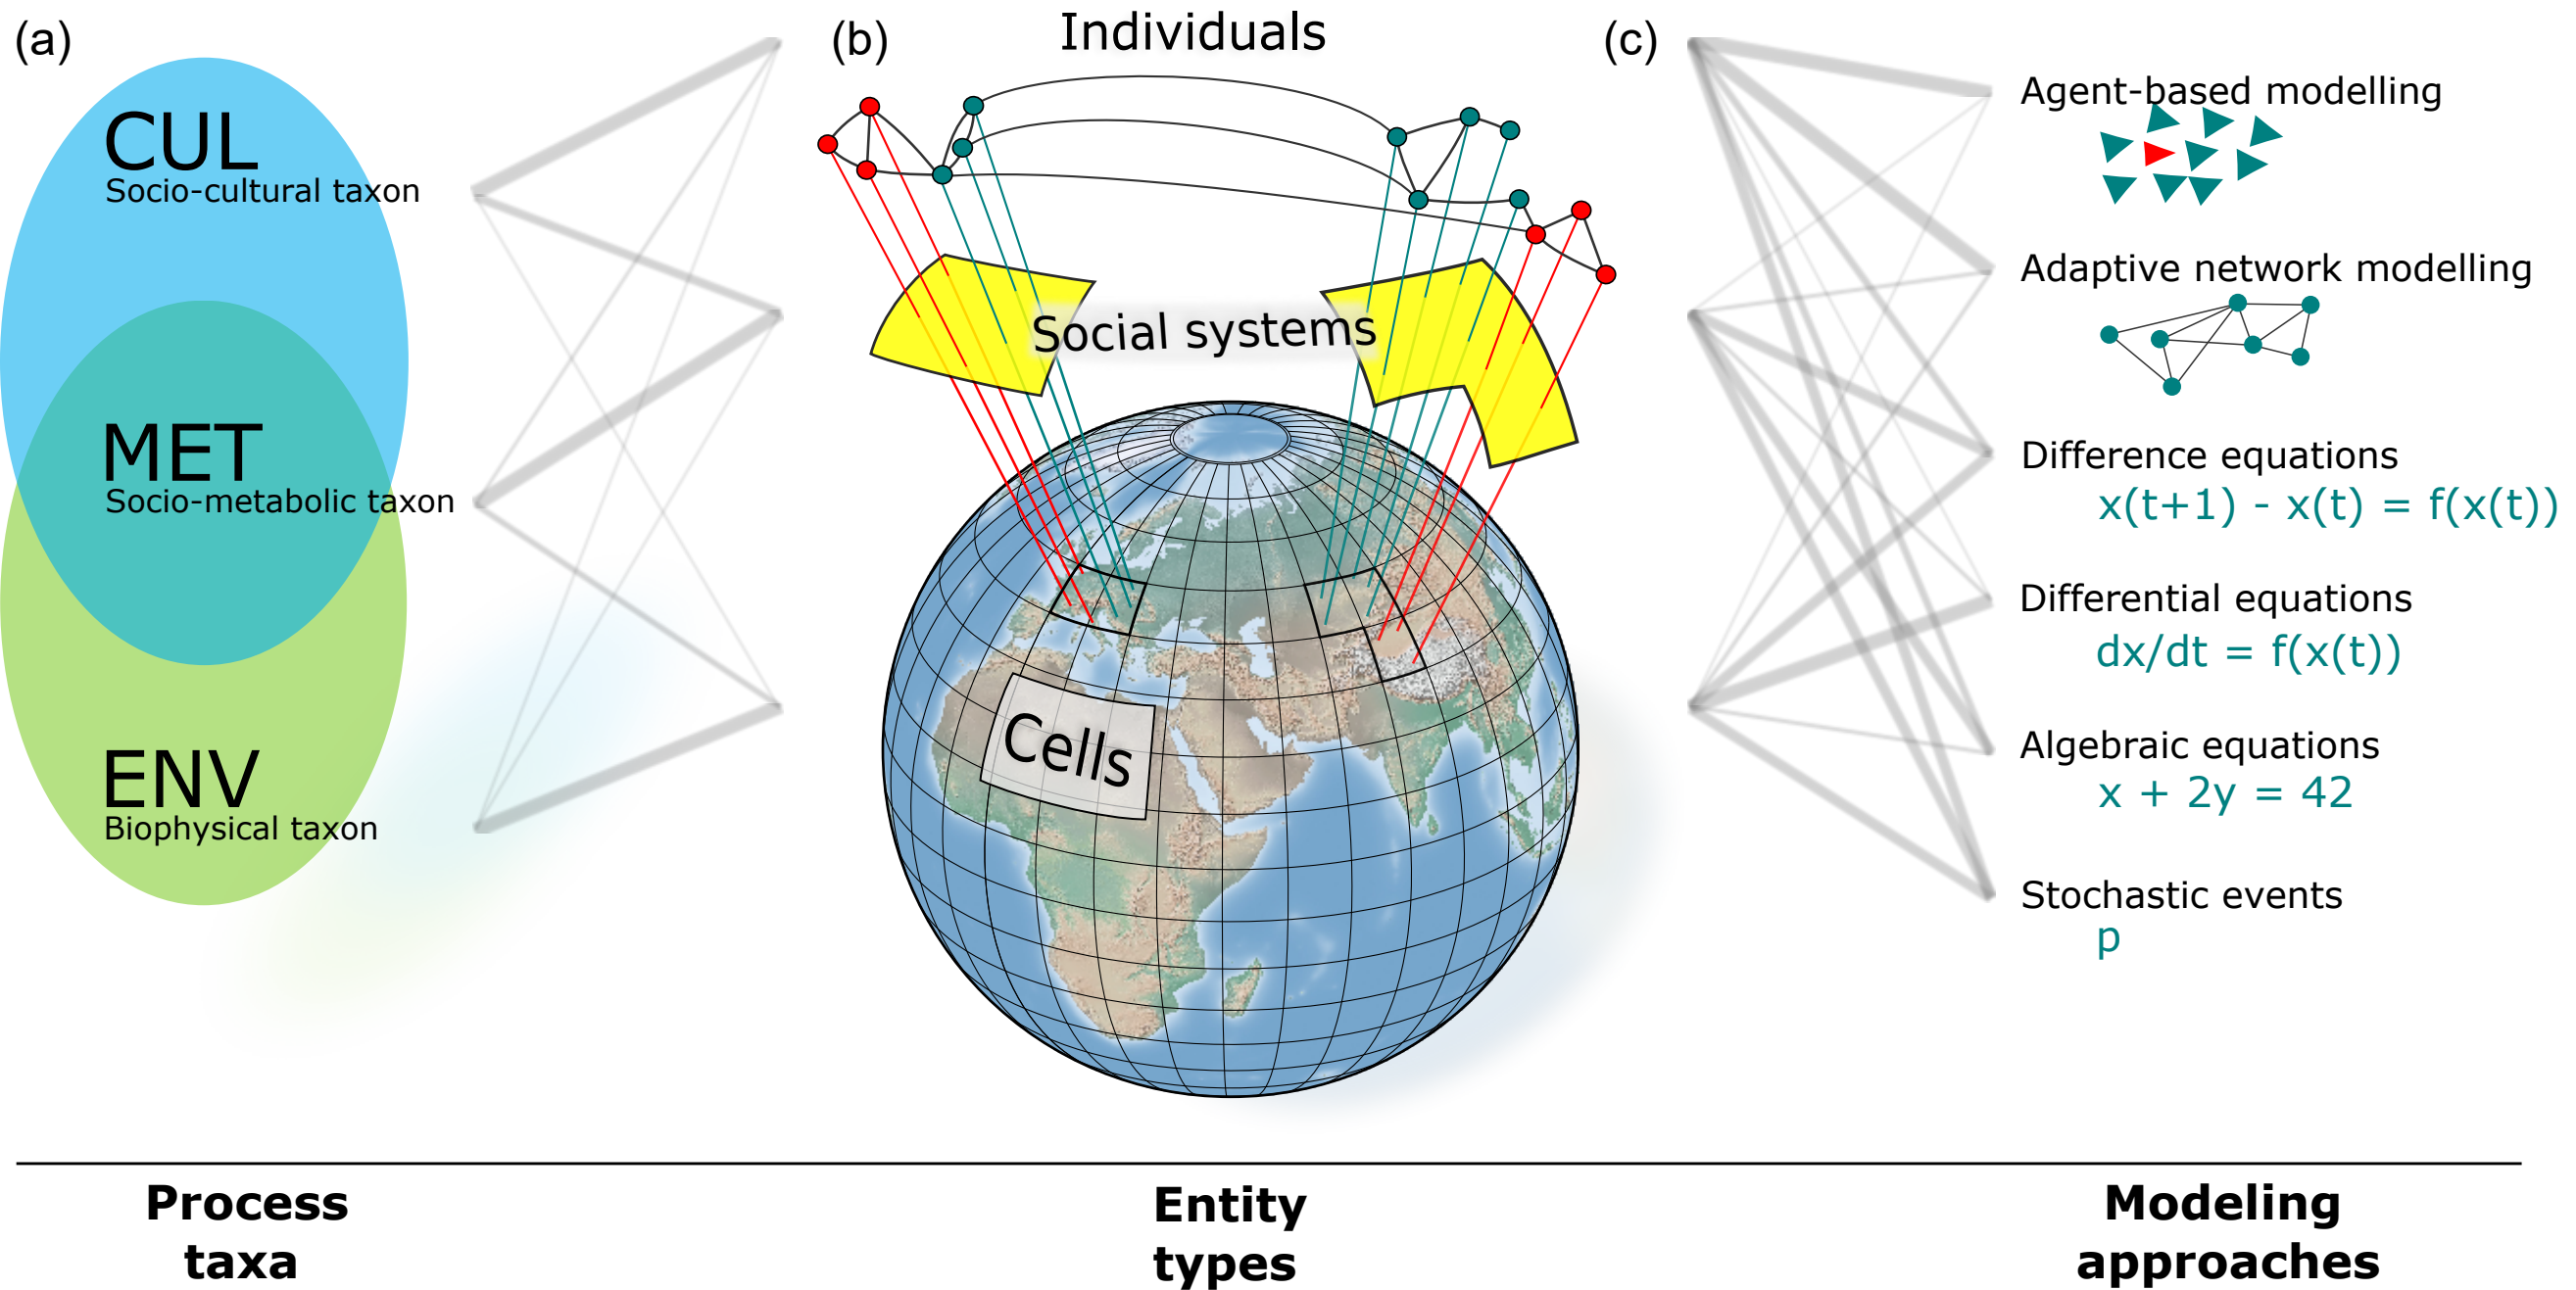 (a)
CUL
Socio-cultural taxon
MET
Socio-metabolic taxon
ENV
Biophysical taxon
(b)
Individuals
Social systems
Cells
(c)
Agent-based modelling
Adaptive network modelling
Difference equations
x(t+1) - x(t) = f(x(t))
Differential equations
dx/dt = f(x(t))
Algebraic equations
x + 2y = 42
Stochastic events
p
Process
taxa
Entity
types
Modeling
approaches